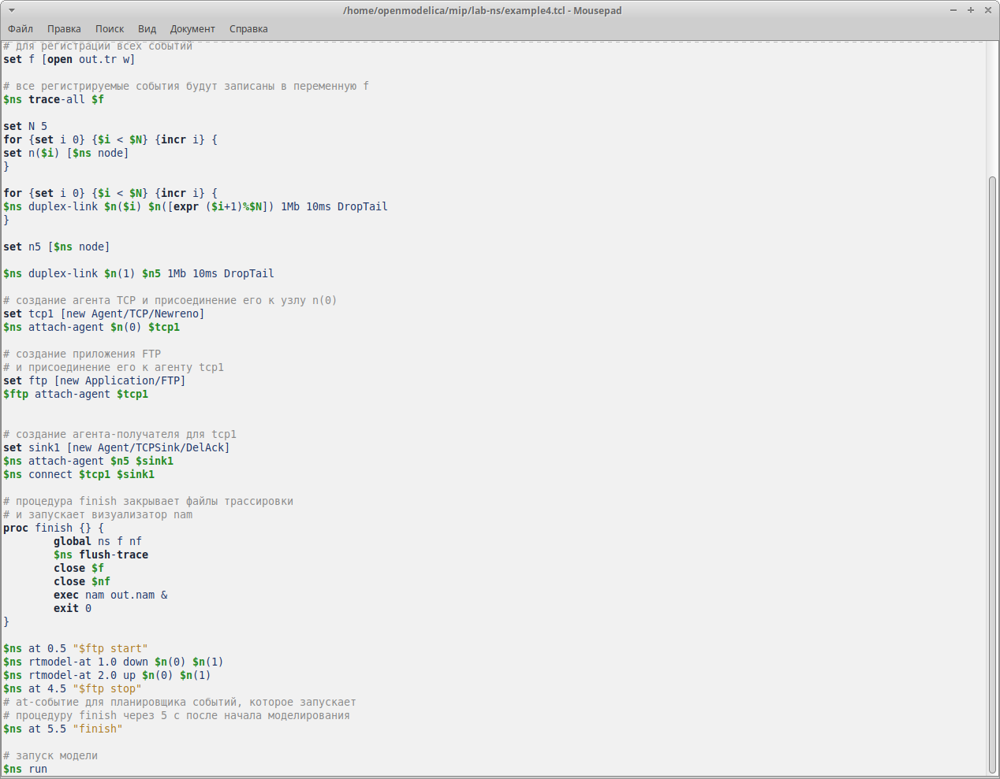 /home/openmodelica/mip/lab-ns/example4.tcl - Mousepad
Файл Правка Поиск Вид Документ Справка
# для регистрации всех событий
set f [open out.tr w]
# все регистрируемые события будут записаны в переменную f
$ns trace-all $f
set N 5
for {set i 0} {$i < $N} {incr i} {
set n($i) [$ns node]
}
for {set i 0} {$i < $N} {incr i} {
$ns duplex-link $n($i) $n([expr ($i+1)%$N]) 1Mb 10ms DropTail
}
set n5 [$ns node]
$ns duplex-link $n(1) $n5 1Mb 10ms DropTail
# создание агента TCP и присоединение его к узлу n(0)
set tcp1 [new Agent/TCP/Newreno]
$ns attach-agent $n(0) $tcp1
# создание приложения FTP
# и присоединение его к агенту tcp1
set ftp [new Application/FTP]
$ftp attach-agent $tcp1
# создание агента-получателя для tcp1
set sink1 [new Agent/TCPSink/DelAck]
$ns attach-agent $n5 $sink1
$ns connect $tcp1 $sink1
# процедура finish закрывает файлы трассировки
# и запускает визуализатор nam
proc finish {} {
        global ns f nf
        $ns flush-trace
        close $f
        close $nf
        exec nam out.nam &
        exit 0
}
$ns at 0.5 "$ftp start"
$ns rtmodel-at 1.0 down $n(0) $n(1)
$ns rtmodel-at 2.0 up $n(0) $n(1)
$ns at 4.5 "$ftp stop"
# at-событие для планировщика событий, которое запускает
# процедуру finish через 5 с после начала моделирования
$ns at 5.5 "finish"
# запуск модели
$ns run